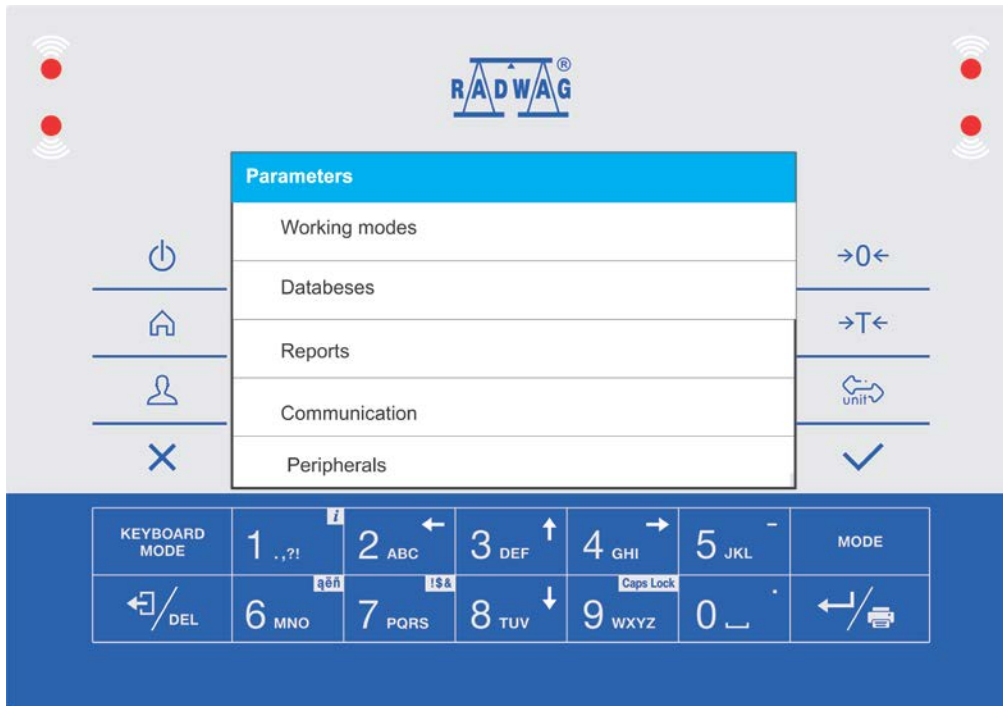 RADWAG®
Parameters
Working modes
Databeses
Reports
Communication
Peripherals
→0←
→T←
unit
KEYBOARD
MODE
1 .,?! i
2 ABC ←
3 DEF ↑
4 GHI →
5 JKL -
MODE
DEL
6 MNO ąëñ
7 PQRS !$&
8 TUV ↓
9 WXYZ Caps Lock
0 .